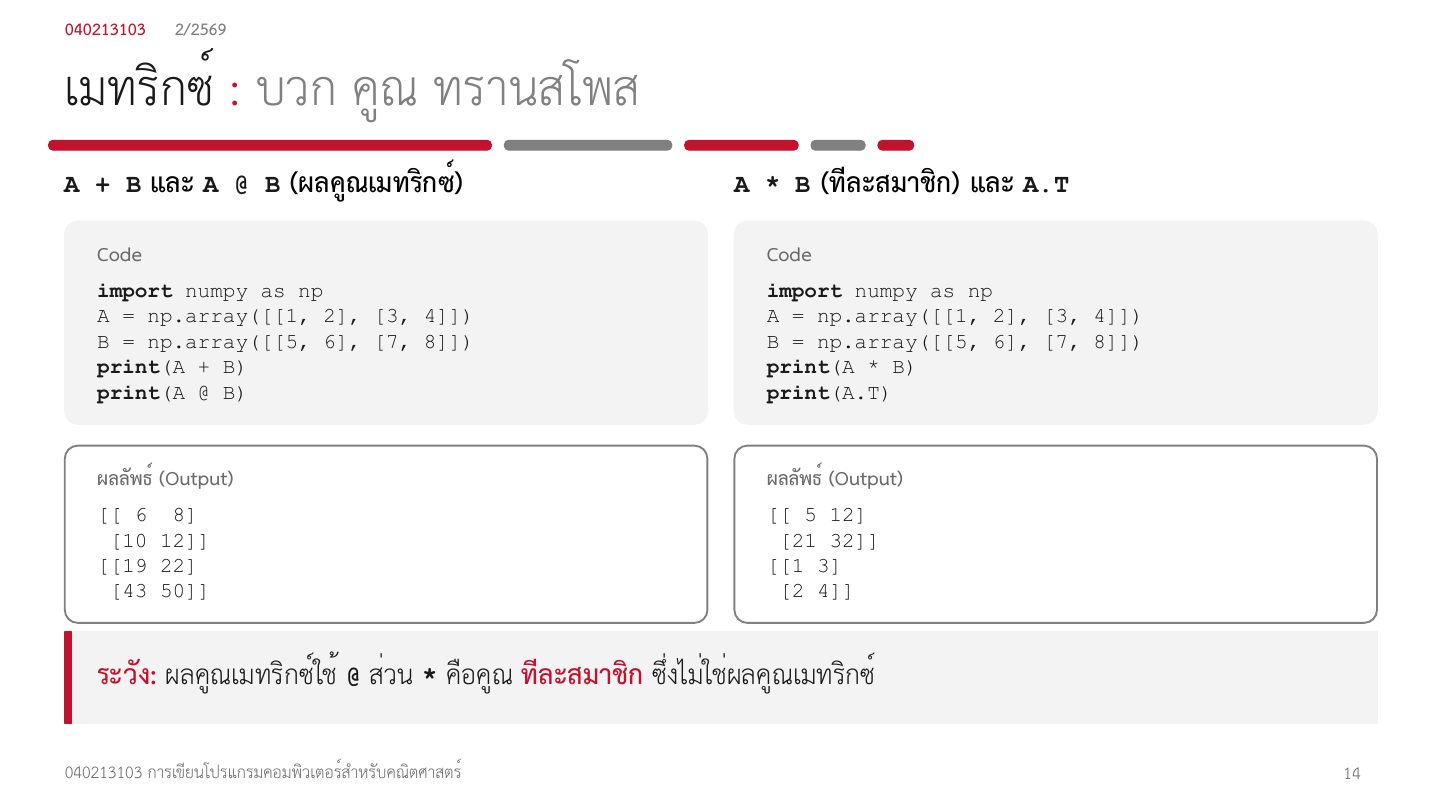 040213103 2/2569
เมทริกซ์ : บวก คูณ ทรานสโพส
A + B และ A @ B (ผลคูณเมทริกซ์)
Code
import numpy as np
A = np.array([[1, 2], [3, 4]])
B = np.array([[5, 6], [7, 8]])
print(A + B)
print(A @ B)
ผลลัพธ์ (Output)
[[ 6  8]
 [10 12]]
[[19 22]
 [43 50]]
A * B (ทีละสมาชิก) และ A.T
Code
import numpy as np
A = np.array([[1, 2], [3, 4]])
B = np.array([[5, 6], [7, 8]])
print(A * B)
print(A.T)
ผลลัพธ์ (Output)
[[ 5 12]
 [21 32]]
[[1 3]
 [2 4]]
ระวัง: ผลคูณเมทริกซ์ใช้ @ ส่วน * คือคูณ ทีละสมาชิก ซึ่งไม่ใช่ผลคูณเมทริกซ์
040213103 การเขียนโปรแกรมคอมพิวเตอร์สำหรับคณิตศาสตร์ 14